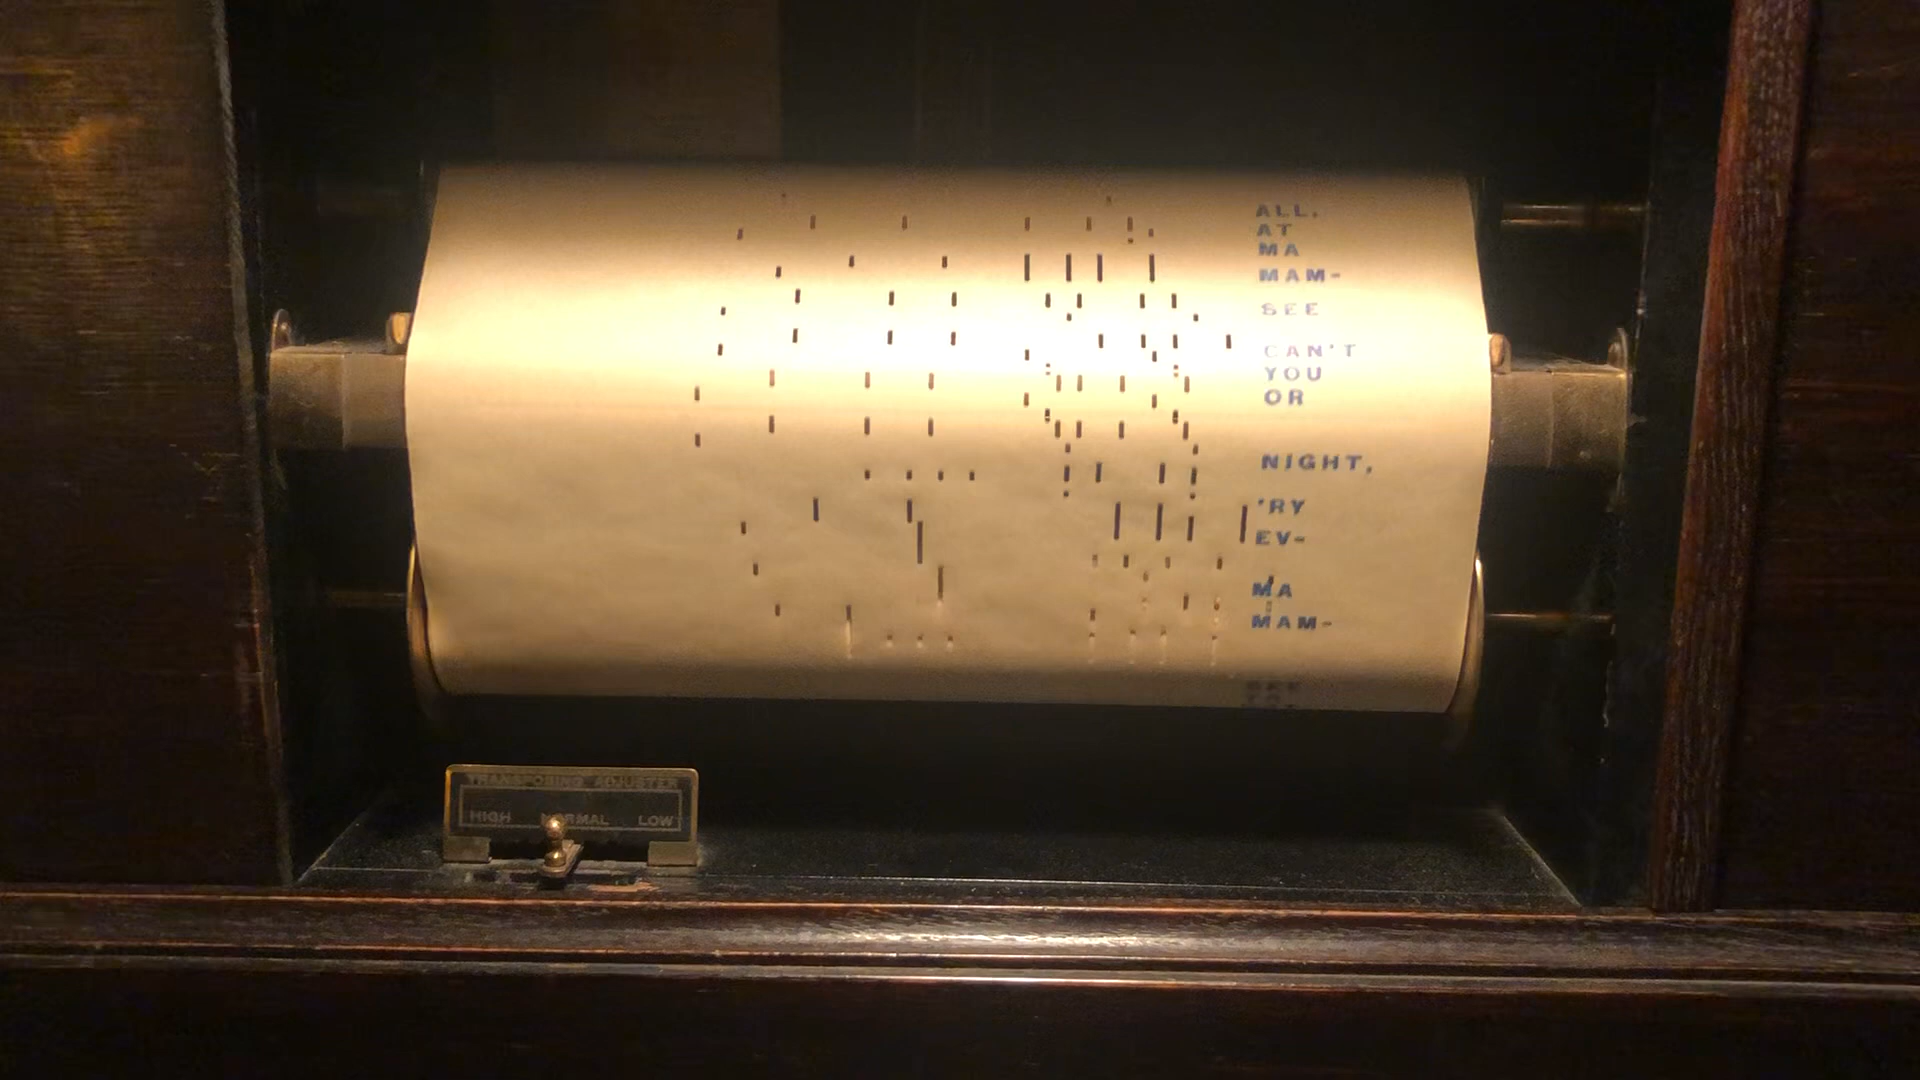 ALL,
AT
MA
MAM-
SEE
CAN'T
YOU
OR
NIGHT,
'RY
EV-
MA
MAM-
TRANSPOSING ADJUSTER
HIGH NORMAL LOW